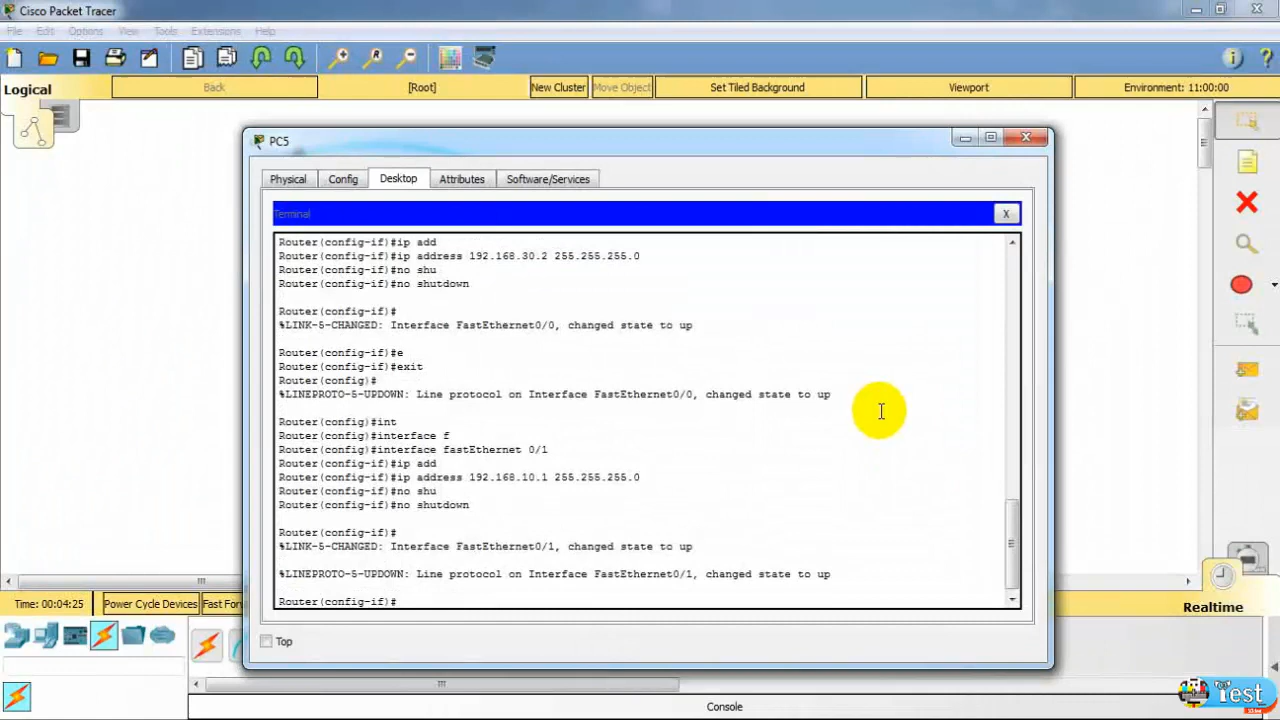 Cisco Packet Tracer
File Edit Options View Tools Extensions Help
Logical
Back
[Root]
New Cluster
Move Object
Set Tiled Background
Viewport
Environment: 11:00:00
PC5
Physical
Config
Desktop
Attributes
Software/Services
Terminal
X
Router(config-if)#ip add
Router(config-if)#ip address 192.168.30.2 255.255.255.0
Router(config-if)#no shu
Router(config-if)#no shutdown
Router(config-if)#
%LINK-5-CHANGED: Interface FastEthernet0/0, changed state to up
Router(config-if)#e
Router(config-if)#exit
Router(config)#
%LINEPROTO-5-UPDOWN: Line protocol on Interface FastEthernet0/0, changed state to up
Router(config)#int
Router(config)#interface f
Router(config)#interface fastEthernet 0/1
Router(config-if)#ip add
Router(config-if)#ip address 192.168.10.1 255.255.255.0
Router(config-if)#no shu
Router(config-if)#no shutdown
Router(config-if)#
%LINK-5-CHANGED: Interface FastEthernet0/1, changed state to up
%LINEPROTO-5-UPDOWN: Line protocol on Interface FastEthernet0/1, changed state to up
Router(config-if)#
Top
Time: 00:04:25
Power Cycle Devices
Fast For
Realtime
Console
Test